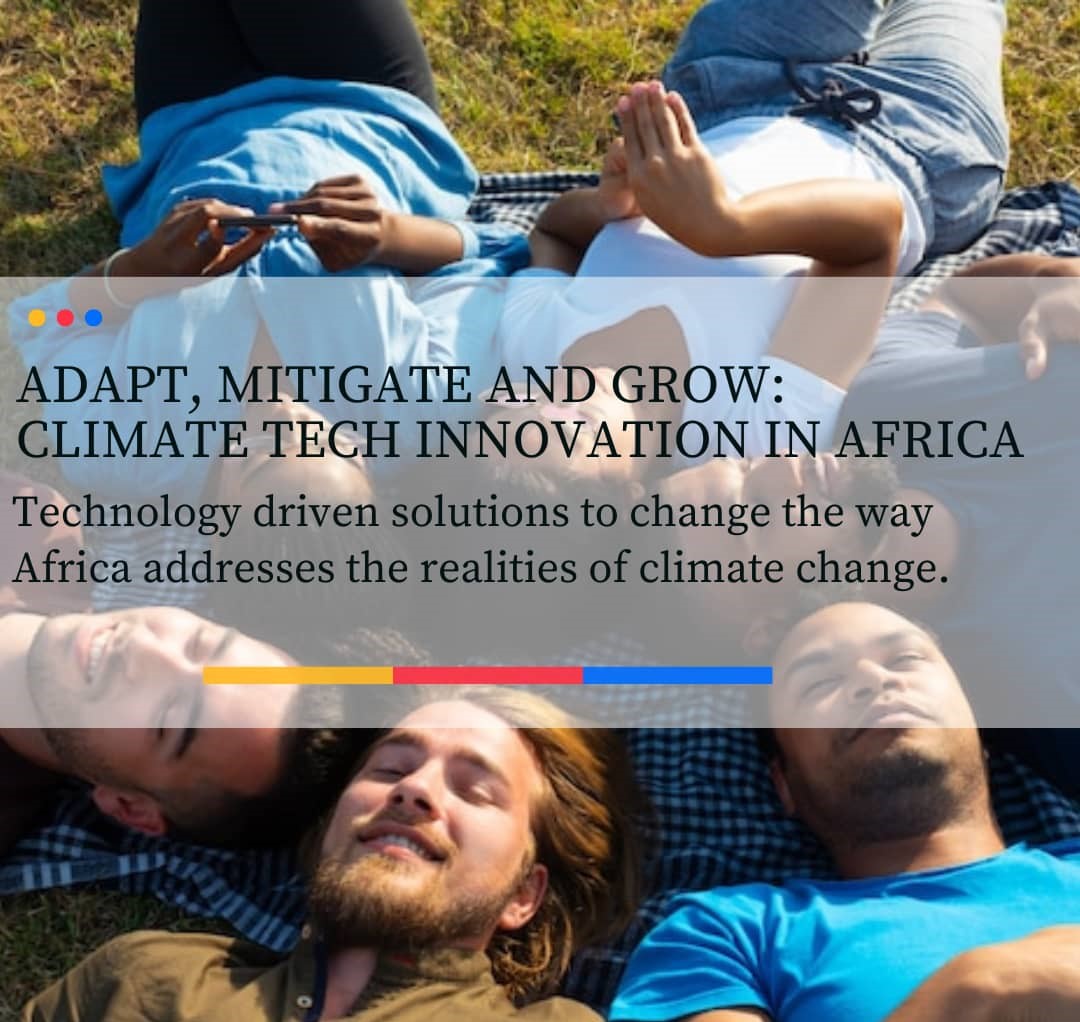 ADAPT, MITIGATE AND GROW:
CLIMATE TECH INNOVATION IN AFRICA
Technology driven solutions to change the way
Africa addresses the realities of climate change.